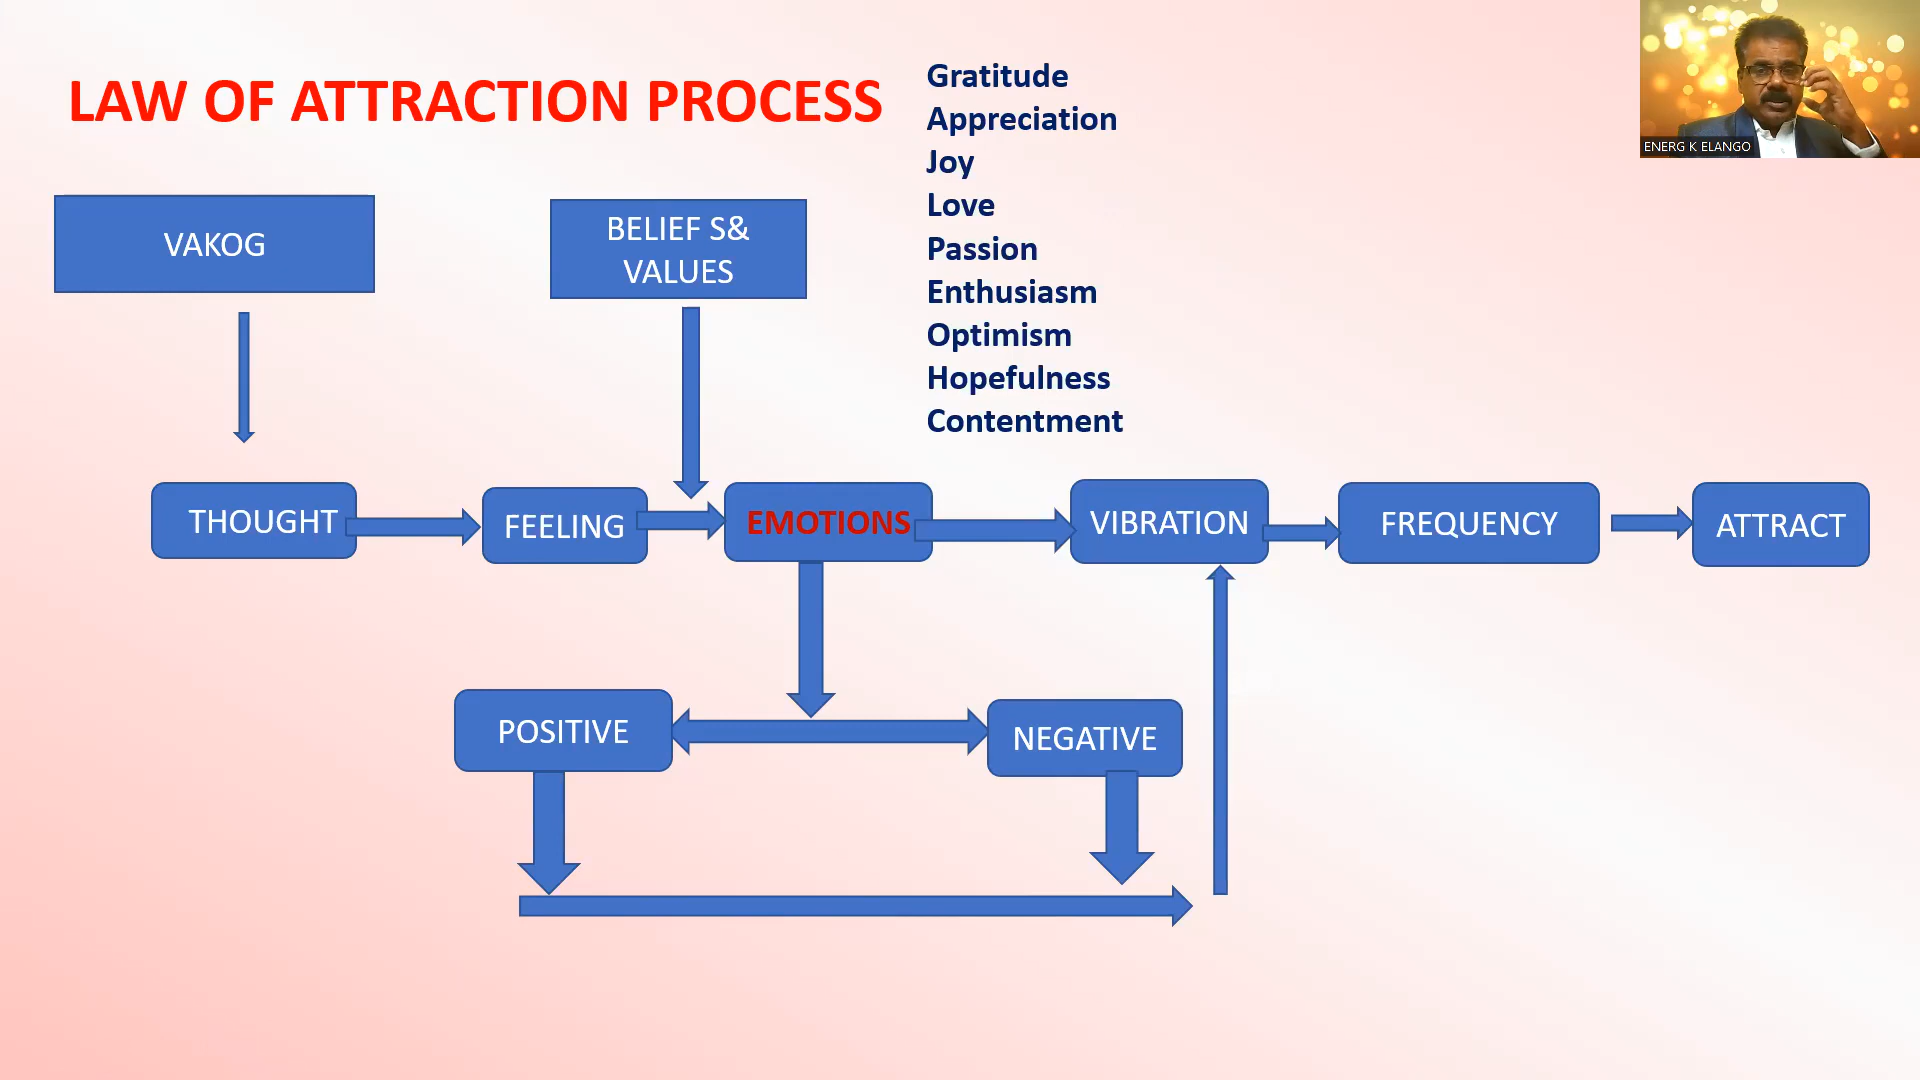 LAW OF ATTRACTION PROCESS
Gratitude
Appreciation
Joy
Love
Passion
Enthusiasm
Optimism
Hopefulness
Contentment
ENERG K ELANGO
VAKOG
BELIEF S&
VALUES
THOUGHT
FEELING
EMOTIONS
VIBRATION
FREQUENCY
ATTRACT
POSITIVE
NEGATIVE